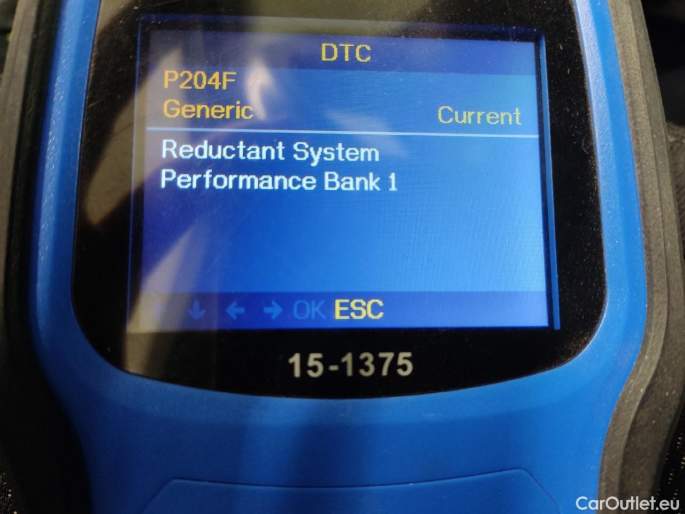 DTC
P204F
Generic Current
Reductant System
Performance Bank 1
OK ESC
15-1375
CarOutlet.eu